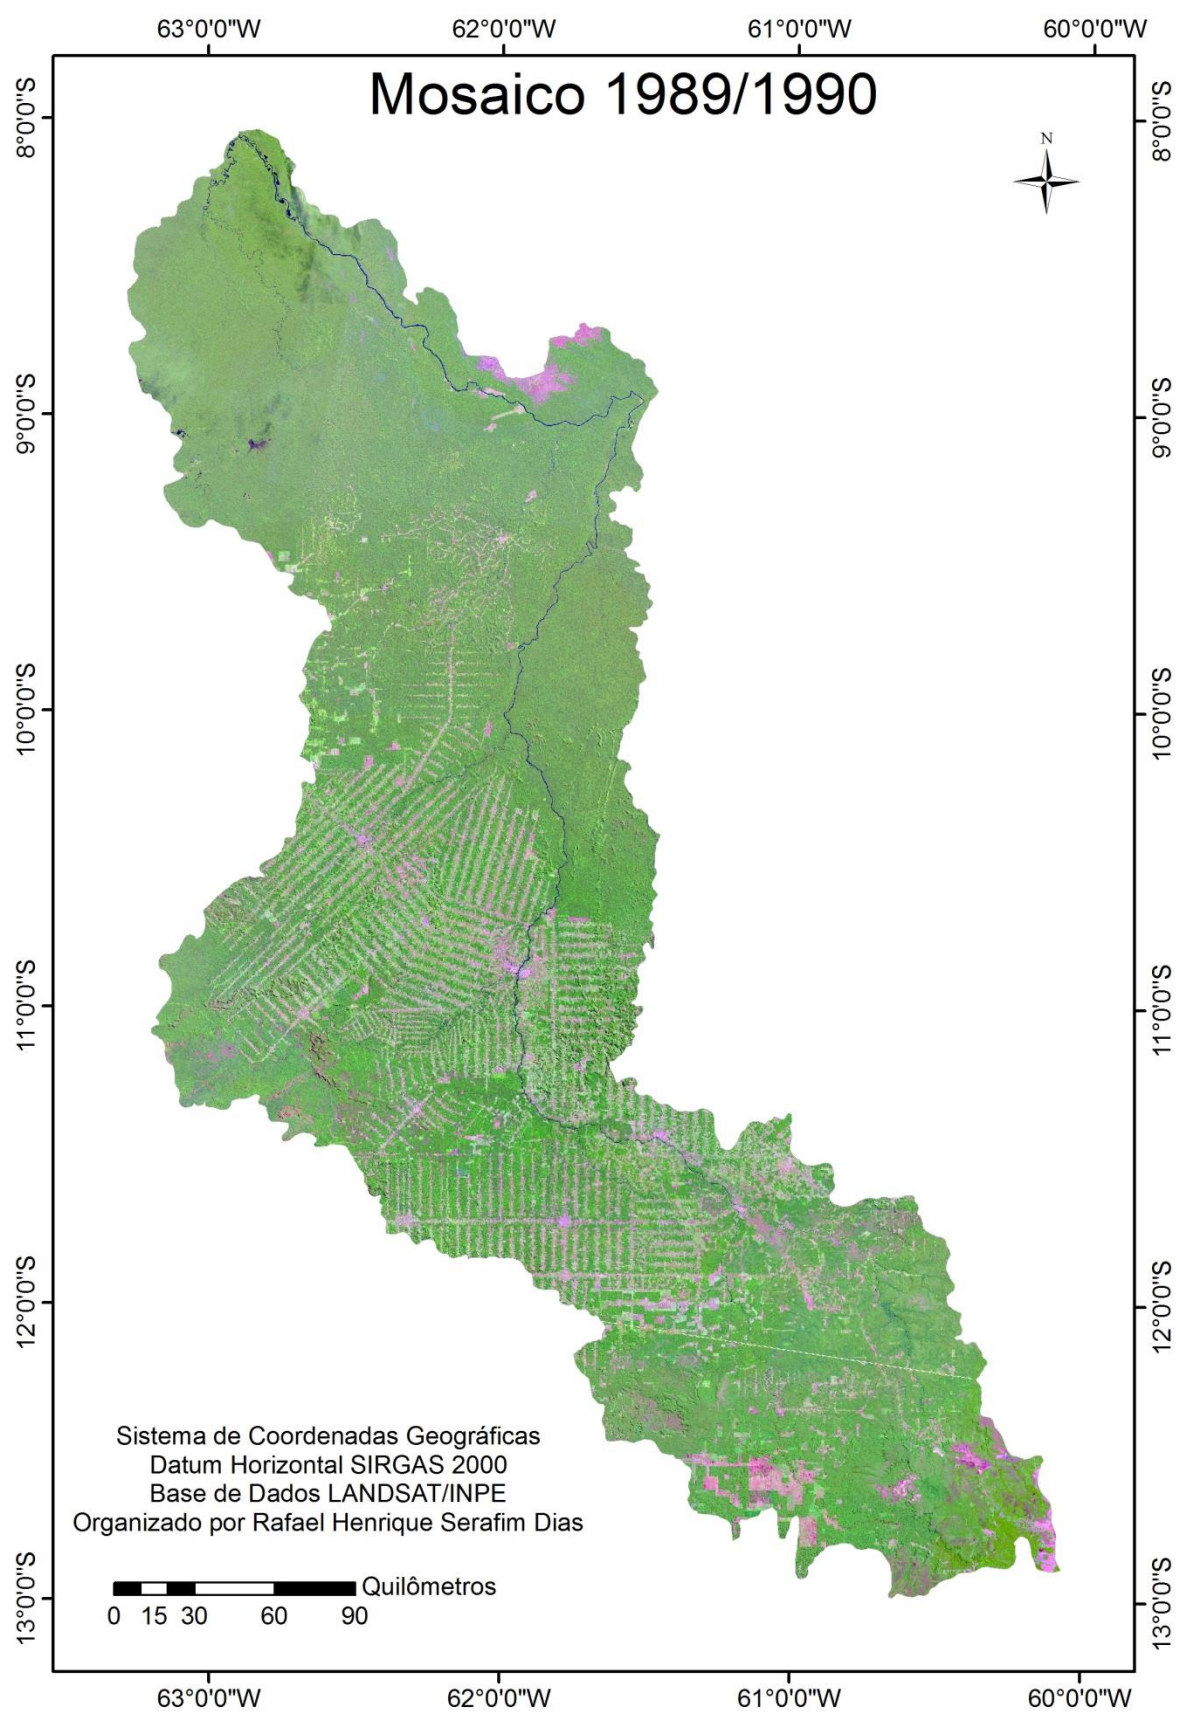 63°0'0"W 62°0'0"W 61°0'0"W 60°0'0"W
Mosaico 1989/1990
N
8°0'0"S 8°0'0"S
9°0'0"S 9°0'0"S
10°0'0"S 10°0'0"S
11°0'0"S 11°0'0"S
12°0'0"S 12°0'0"S
13°0'0"S 13°0'0"S
Sistema de Coordenadas Geográficas
Datum Horizontal SIRGAS 2000
Base de Dados LANDSAT/INPE
Organizado por Rafael Henrique Serafim Dias
Quilômetros
0 15 30 60 90
63°0'0"W 62°0'0"W 61°0'0"W 60°0'0"W